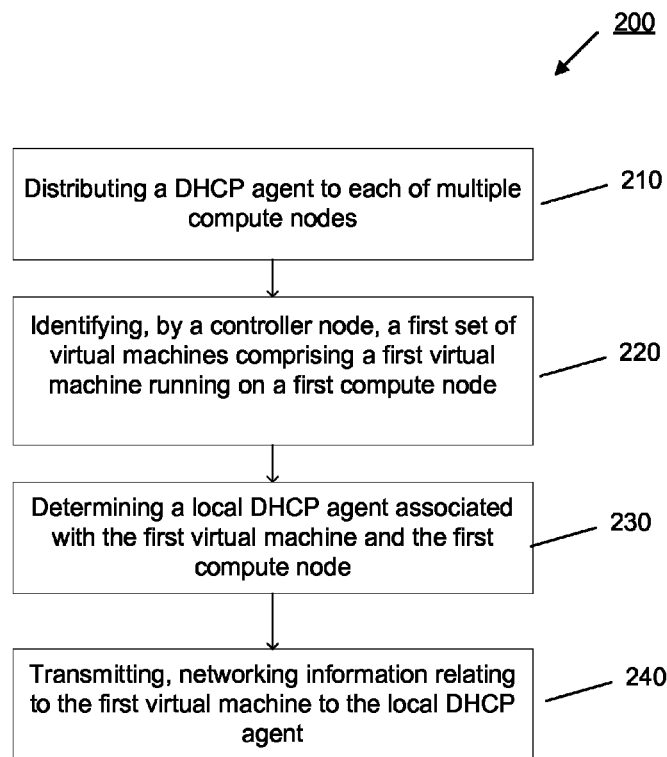 200
Distributing a DHCP agent to each of multiple
compute nodes
210
Identifying, by a controller node, a first set of
virtual machines comprising a first virtual
machine running on a first compute node
220
Determining a local DHCP agent associated
with the first virtual machine and the first
compute node
230
Transmitting, networking information relating
to the first virtual machine to the local DHCP
agent
240